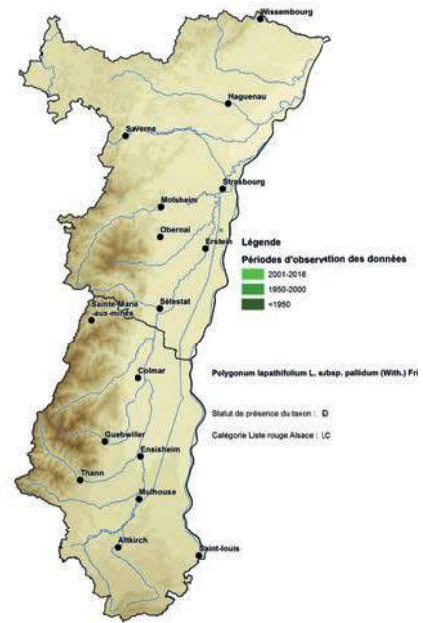 Wissembourg
Haguenau
Saverne
Strasbourg
Molsheim
Obernai
Erstein
Légende
Périodes d'observation des données
2001-2016
1950-2000
<1950
Sélestat
Sainte-Marie
-aux-mines
Colmar
Polygonum lapathifolium L. subsp. pallidum (With.) Fri
Statut de présence du taxon : D
Catégorie Liste rouge Alsace : LC
Guebwiller
Ensisheim
Thann
Mulhouse
Altkirch
Saint-louis